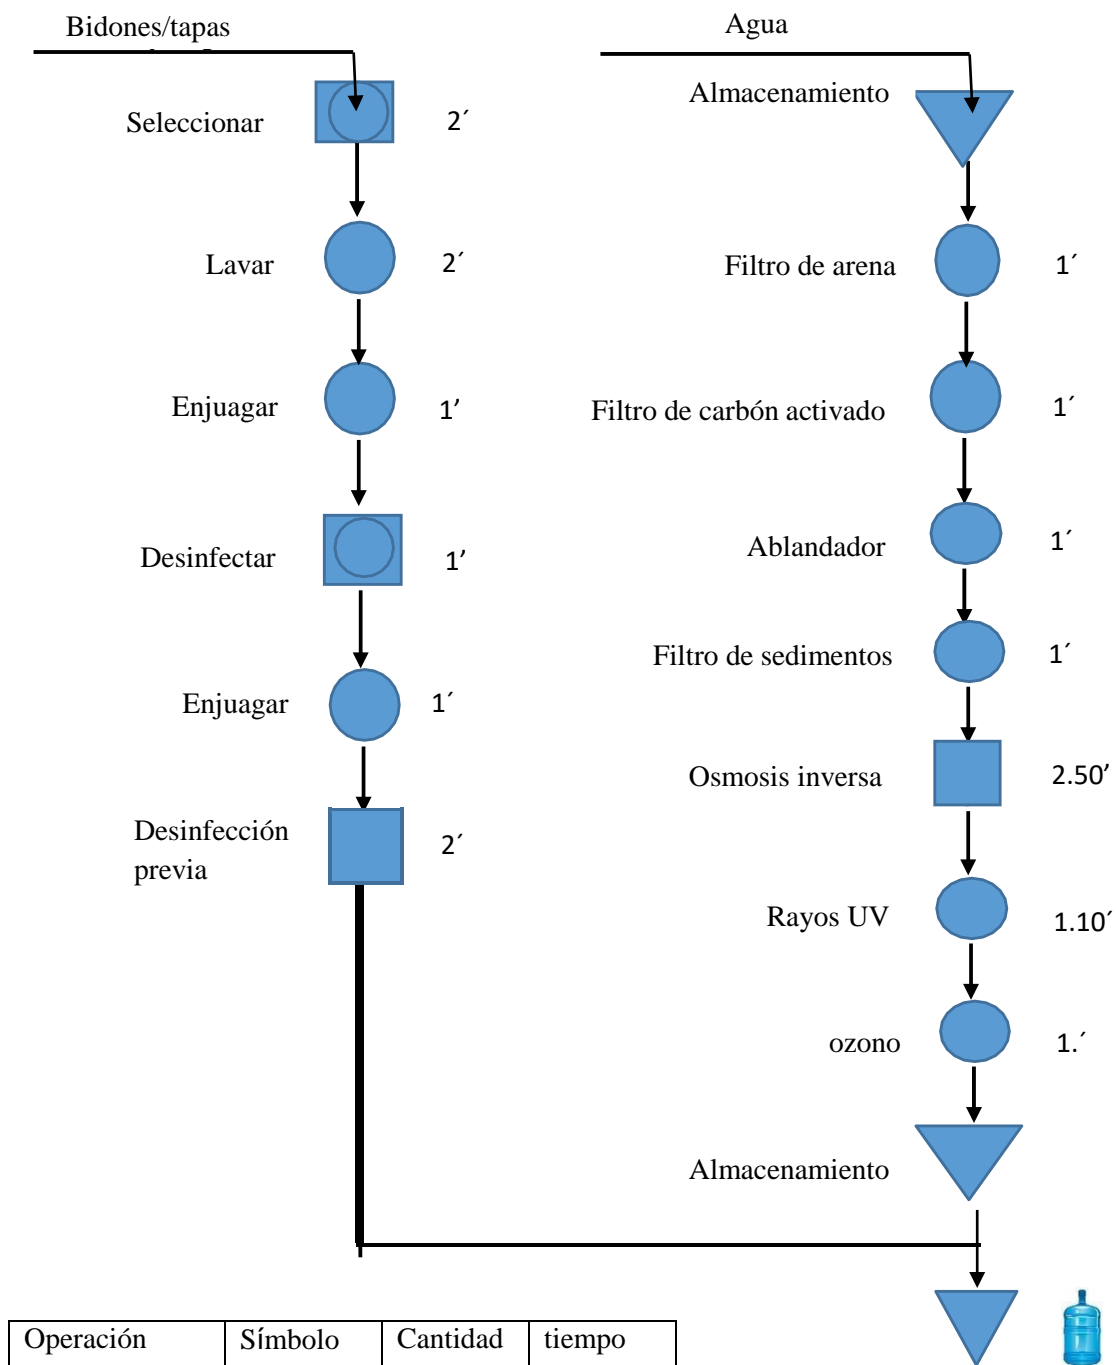 Bidones/tapas
Seleccionar 2´
Lavar 2´
Enjuagar 1’
Desinfectar 1’
Enjuagar 1´
Desinfección
previa 2´
Agua
Almacenamiento
Filtro de arena 1´
Filtro de carbón activado 1´
Ablandador 1´
Filtro de sedimentos 1´
Osmosis inversa 2.50’
Rayos UV 1.10´
ozono 1.´
Almacenamiento
Operación Símbolo Cantidad tiempo